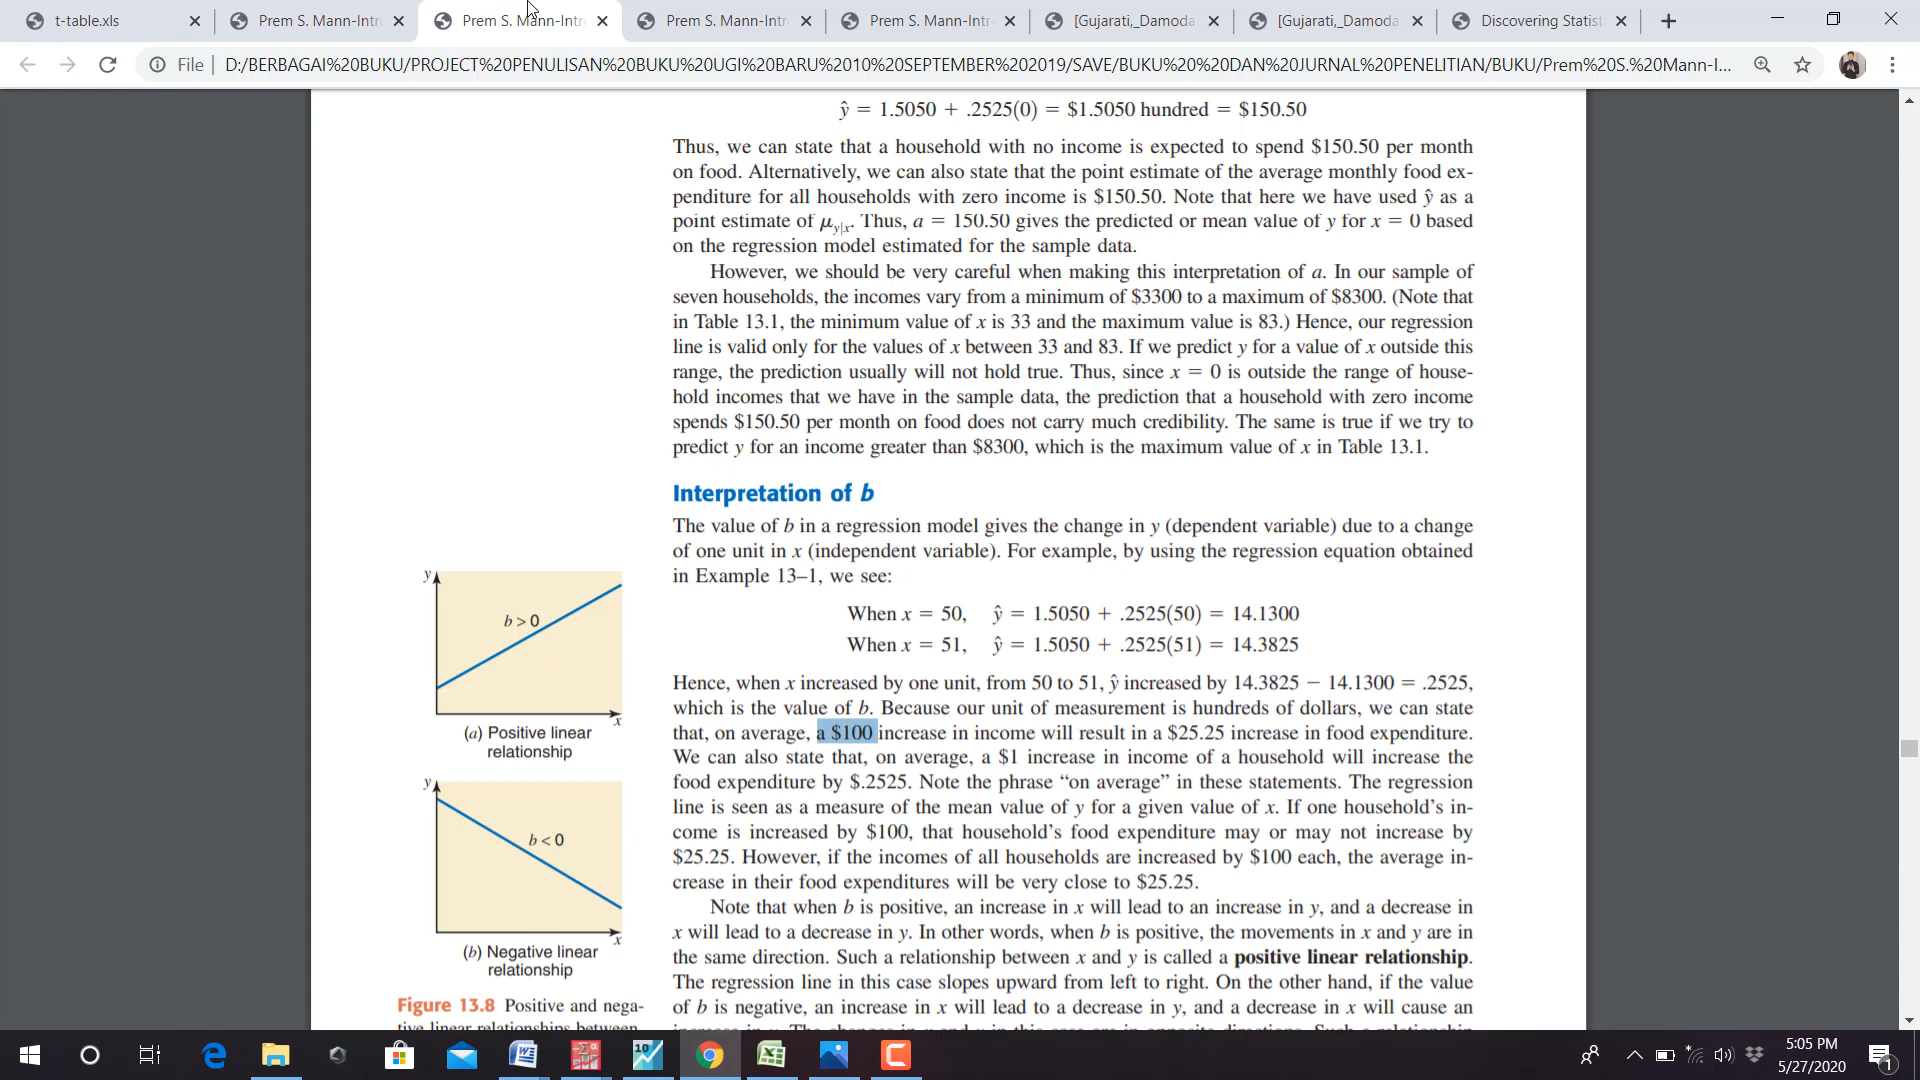 t-table.xls
Prem S. Mann-Intr
Prem S. Mann-Intr
Prem S. Mann-Intr
Prem S. Mann-Intr
[Gujarati,_Damoda
[Gujarati,_Damoda
Discovering Statist
File
D:/BERBAGAI%20BUKU/PROJECT%20PENULISAN%20BUKU%20UGI%20BARU%2010%20SEPTEMBER%202019/SAVE/BUKU%20%20DAN%20JURNAL%20PENELITIAN/BUKU/Prem%20S.%20Mann-I...
ŷ = 1.5050 + .2525(0) = $1.5050 hundred = $150.50
Thus, we can state that a household with no income is expected to spend $150.50 per month
on food. Alternatively, we can also state that the point estimate of the average monthly food ex-
penditure for all households with zero income is $150.50. Note that here we have used ŷ as a
point estimate of μy|x. Thus, a = 150.50 gives the predicted or mean value of y for x = 0 based
on the regression model estimated for the sample data.
However, we should be very careful when making this interpretation of a. In our sample of
seven households, the incomes vary from a minimum of $3300 to a maximum of $8300. (Note that
in Table 13.1, the minimum value of x is 33 and the maximum value is 83.) Hence, our regression
line is valid only for the values of x between 33 and 83. If we predict y for a value of x outside this
range, the prediction usually will not hold true. Thus, since x = 0 is outside the range of house-
hold incomes that we have in the sample data, the prediction that a household with zero income
spends $150.50 per month on food does not carry much credibility. The same is true if we try to
predict y for an income greater than $8300, which is the maximum value of x in Table 13.1.
Interpretation of b
The value of b in a regression model gives the change in y (dependent variable) due to a change
of one unit in x (independent variable). For example, by using the regression equation obtained
in Example 13–1, we see:
When x = 50, ŷ = 1.5050 + .2525(50) = 14.1300
When x = 51, ŷ = 1.5050 + .2525(51) = 14.3825
Hence, when x increased by one unit, from 50 to 51, ŷ increased by 14.3825 − 14.1300 = .2525,
which is the value of b. Because our unit of measurement is hundreds of dollars, we can state
that, on average, a $100 increase in income will result in a $25.25 increase in food expenditure.
We can also state that, on average, a $1 increase in income of a household will increase the
food expenditure by $.2525. Note the phrase “on average” in these statements. The regression
line is seen as a measure of the mean value of y for a given value of x. If one household’s in-
come is increased by $100, that household’s food expenditure may or may not increase by
$25.25. However, if the incomes of all households are increased by $100 each, the average in-
crease in their food expenditures will be very close to $25.25.
Note that when b is positive, an increase in x will lead to an increase in y, and a decrease in
x will lead to a decrease in y. In other words, when b is positive, the movements in x and y are in
the same direction. Such a relationship between x and y is called a positive linear relationship.
The regression line in this case slopes upward from left to right. On the other hand, if the value
of b is negative, an increase in x will lead to a decrease in y, and a decrease in x will cause an
y
b > 0
x
(a) Positive linear
relationship
y
b < 0
x
(b) Negative linear
relationship
Figure 13.8 Positive and nega-
tive linear relationships between
10
5:05 PM
5/27/2020
1